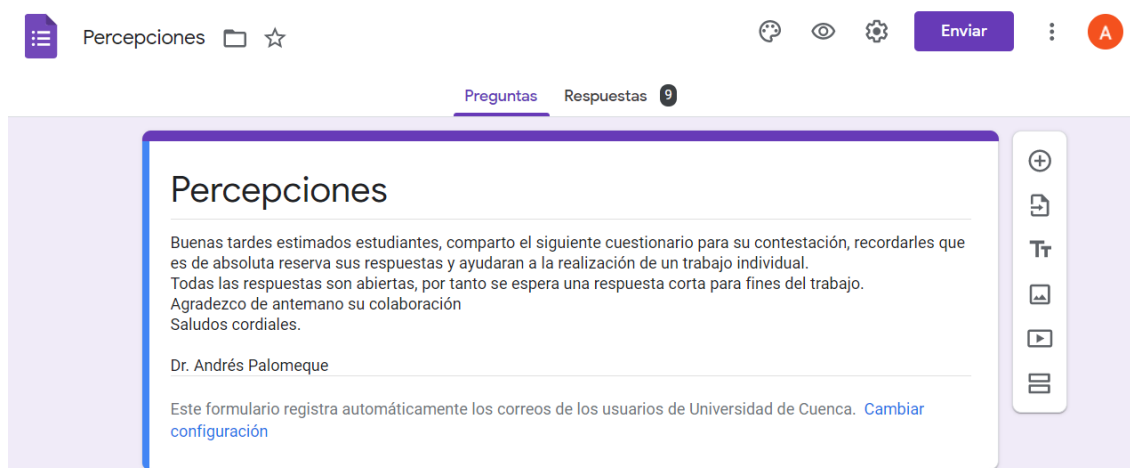 Percepciones
Enviar
A
Preguntas Respuestas 9
Percepciones
Buenas tardes estimados estudiantes, comparto el siguiente cuestionario para su contestación, recordarles que
es de absoluta reserva sus respuestas y ayudaran a la realización de un trabajo individual.
Todas las respuestas son abiertas, por tanto se espera una respuesta corta para fines del trabajo.
Agradezco de antemano su colaboración
Saludos cordiales.
Dr. Andrés Palomeque
Este formulario registra automáticamente los correos de los usuarios de Universidad de Cuenca. Cambiar
configuración
Tт